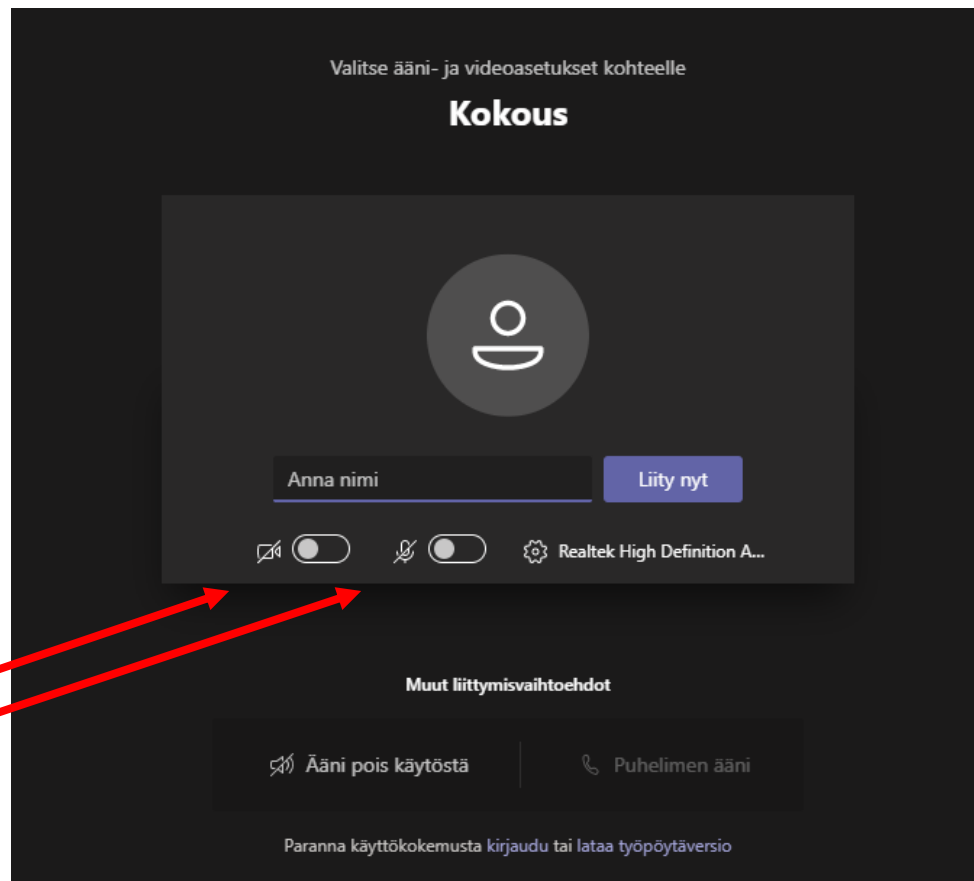 Valitse ääni- ja videoasetukset kohteelle
Kokous
Anna nimi
Liity nyt
Realtek High Definition A...
Muut liittymisvaihtoehdot
Ääni pois käytöstä
Puhelimen ääni
Paranna käyttökokemusta kirjaudu tai lataa työpöytäversio